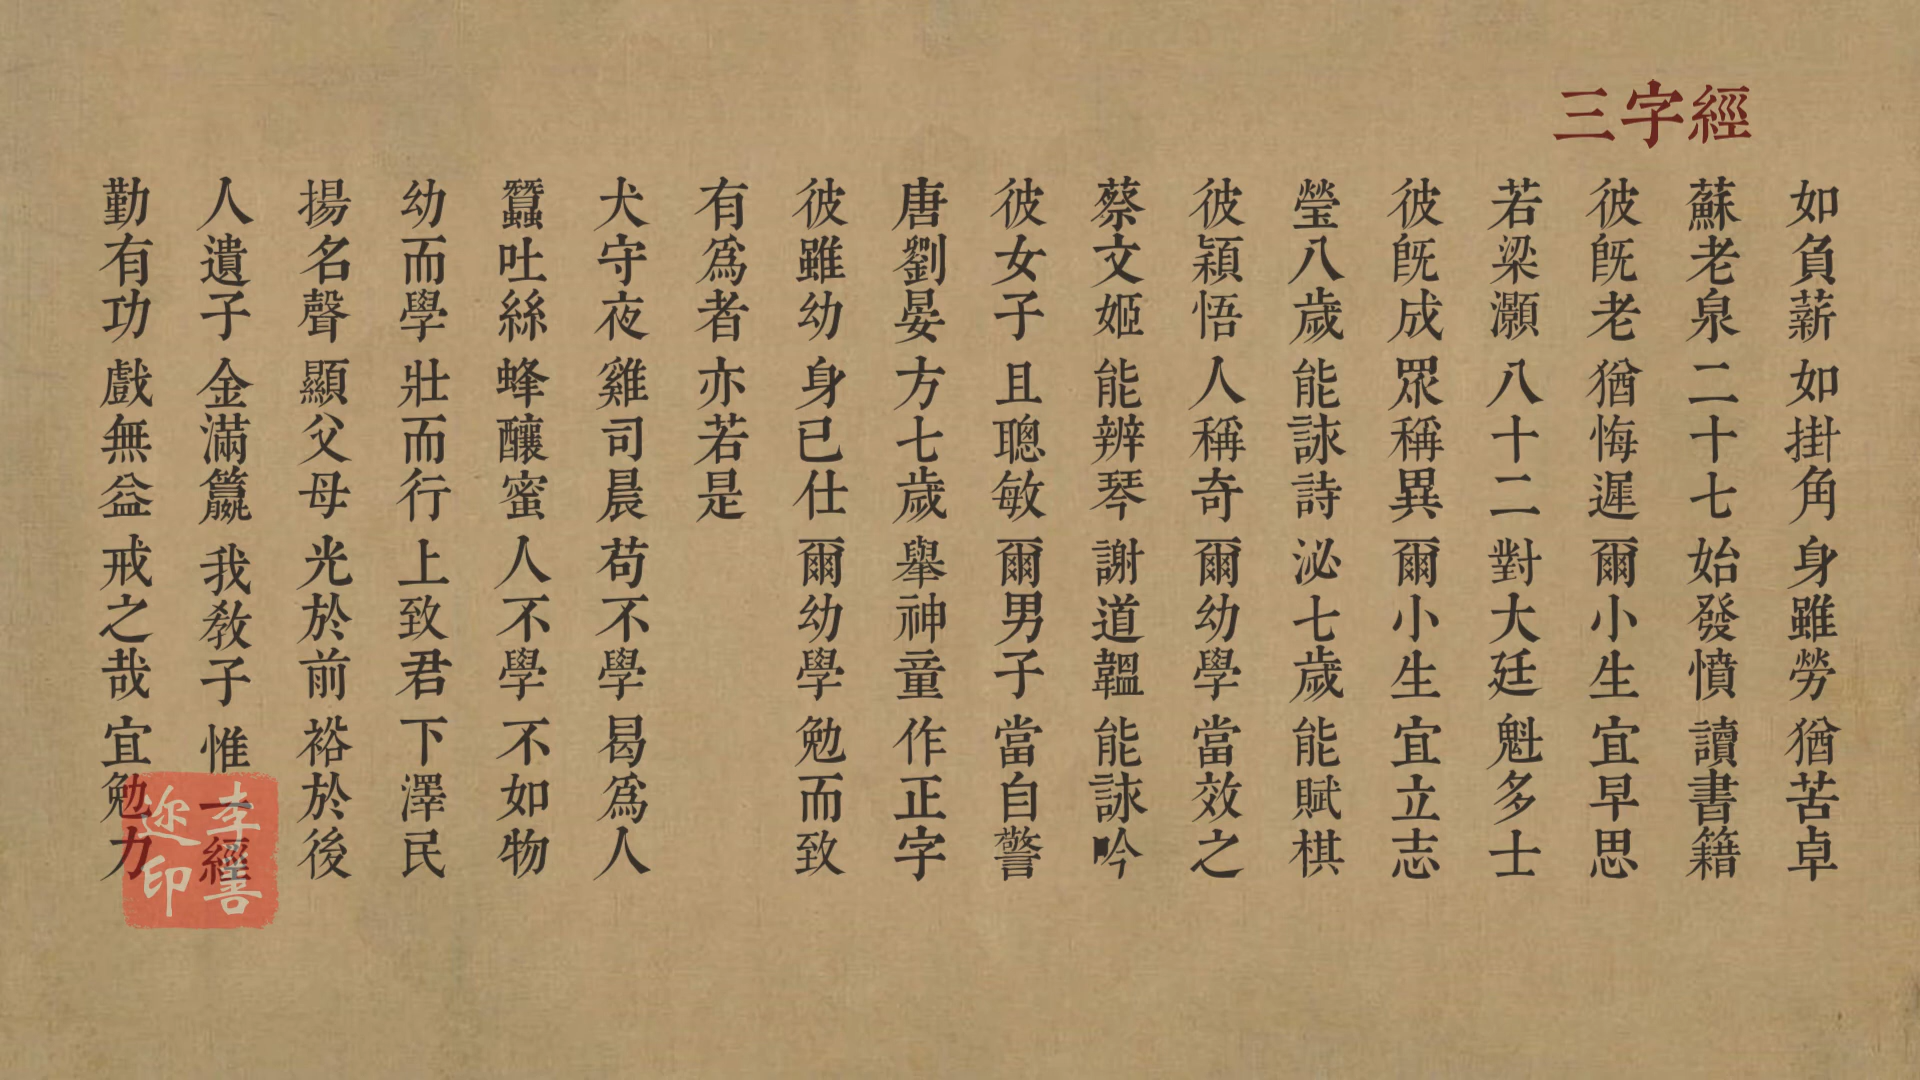 三字經
如負薪 如掛角 身雖勞 猶苦卓
蘇老泉 二十七 始發憤 讀書籍
彼旣老 猶悔遲 爾小生 宜早思
若梁灝 八十二 對大廷 魁多士
彼旣成 眾稱異 爾小生 宜立志
瑩八歲 能詠詩 泌七歲 能賦棋
彼穎悟 人稱奇 爾幼學 當效之
蔡文姬 能辨琴 謝道韞 能詠吟
彼女子 且聰敏 爾男子 當自警
唐劉晏 方七歲 舉神童 作正字
彼雖幼 身已仕 爾幼學 勉而致
有爲者 亦若是
犬守夜 雞司晨 苟不學 曷爲人
蠶吐絲 蜂釀蜜 人不學 不如物
幼而學 壯而行 上致君 下澤民
揚名聲 顯父母 光於前 裕於後
人遺子 金滿籯 我教子 惟一經
勤有功 戲無益 戒之哉 宜勉力
李善
迩印